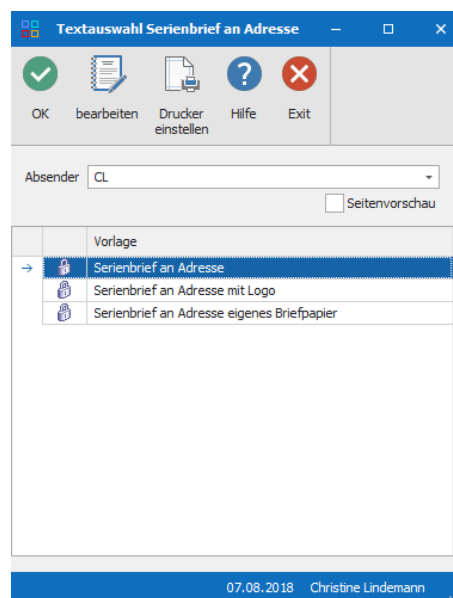 Textauswahl Serienbrief an Adresse
OK bearbeiten Drucker einstellen Hilfe Exit
Absender CL
Seitenvorschau
Vorlage
Serienbrief an Adresse
Serienbrief an Adresse mit Logo
Serienbrief an Adresse eigenes Briefpapier
07.08.2018 Christine Lindemann